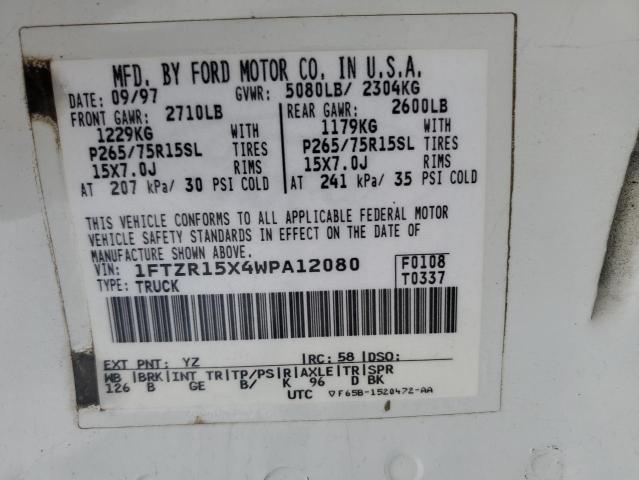 MFD. BY FORD MOTOR CO. IN U.S.A.
DATE: 09/97 GVWR: 5080LB/ 2304KG
FRONT GAWR: 2710LB REAR GAWR: 2600LB
1229KG WITH 1179KG WITH
P265/75R15SL TIRES P265/75R15SL TIRES
15X7.0J RIMS 15X7.0J RIMS
AT 207 kPa/ 30 PSI COLD AT 241 kPa/ 35 PSI COLD
THIS VEHICLE CONFORMS TO ALL APPLICABLE FEDERAL MOTOR
VEHICLE SAFETY STANDARDS IN EFFECT ON THE DATE OF
MANUFACTURE SHOWN ABOVE.
VIN: 1FTZR15X4WPA12080 F0108
TYPE: TRUCK T0337
EXT PNT: YZ RC: 58 DSO:
WB BRK INT TR TP/PS R AXLE TR SPR
126 B GE B/ K 96 D BK
UTC ▽F65B-1520472-AA